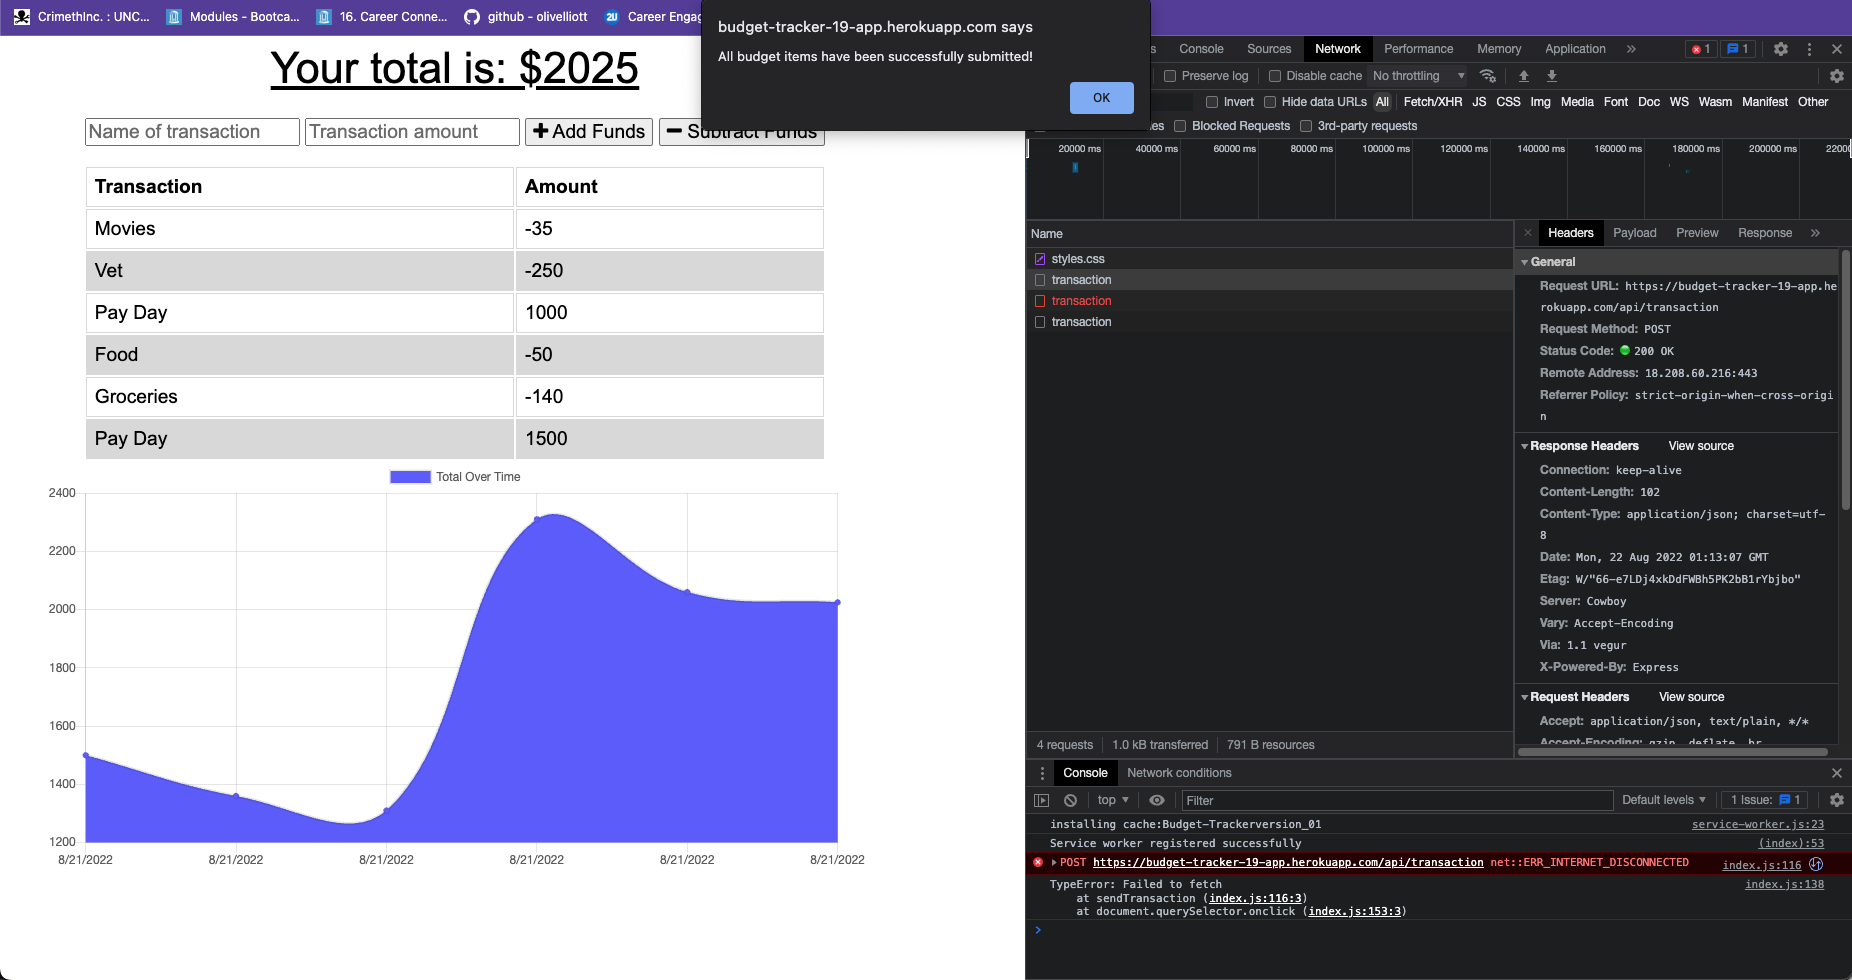 CrimethInc. : UNC... Modules - Bootca... 16. Career Conne... github - olivelliott 2U Career Engag
budget-tracker-19-app.herokuapp.com says
All budget items have been successfully submitted!
OK
Your total is: $2025
Name of transaction Transaction amount Add Funds Subtract Funds
Transaction Amount
Movies -35
Vet -250
Pay Day 1000
Food -50
Groceries -140
Pay Day 1500
Total Over Time
2400
2200
2000
1800
1600
1400
1200
8/21/2022 8/21/2022 8/21/2022 8/21/2022 8/21/2022 8/21/2022
Console Sources Network Performance Memory Application » 1 1
Preserve log Disable cache No throttling
Invert Hide data URLs All Fetch/XHR JS CSS Img Media Font Doc WS Wasm Manifest Other
Blocked Requests 3rd-party requests
20000 ms 40000 ms 60000 ms 80000 ms 100000 ms 120000 ms 140000 ms 160000 ms 180000 ms 200000 ms 22000
Name
styles.css
transaction
transaction
transaction
4 requests 1.0 kB transferred 791 B resources
Headers Payload Preview Response »
General
Request URL: https://budget-tracker-19-app.he
rokuapp.com/api/transaction
Request Method: POST
Status Code: 200 OK
Remote Address: 18.208.60.216:443
Referrer Policy: strict-origin-when-cross-origi
n
Response Headers View source
Connection: keep-alive
Content-Length: 102
Content-Type: application/json; charset=utf-
8
Date: Mon, 22 Aug 2022 01:13:07 GMT
Etag: W/"66-e7LDj4xkDdFWBh5PK2bB1rYbjbo"
Server: Cowboy
Vary: Accept-Encoding
Via: 1.1 vegur
X-Powered-By: Express
Request Headers View source
Accept: application/json, text/plain, */*
Accept-Encoding: gzip, deflate, br
Console Network conditions
top Filter Default levels 1 Issue: 1
installing cache:Budget-Trackerversion_01 service-worker.js:23
Service worker registered successfully (index):53
POST https://budget-tracker-19-app.herokuapp.com/api/transaction net::ERR_INTERNET_DISCONNECTED index.js:116
TypeError: Failed to fetch index.js:138
at sendTransaction (index.js:116:3)
at document.querySelector.onclick (index.js:153:3)